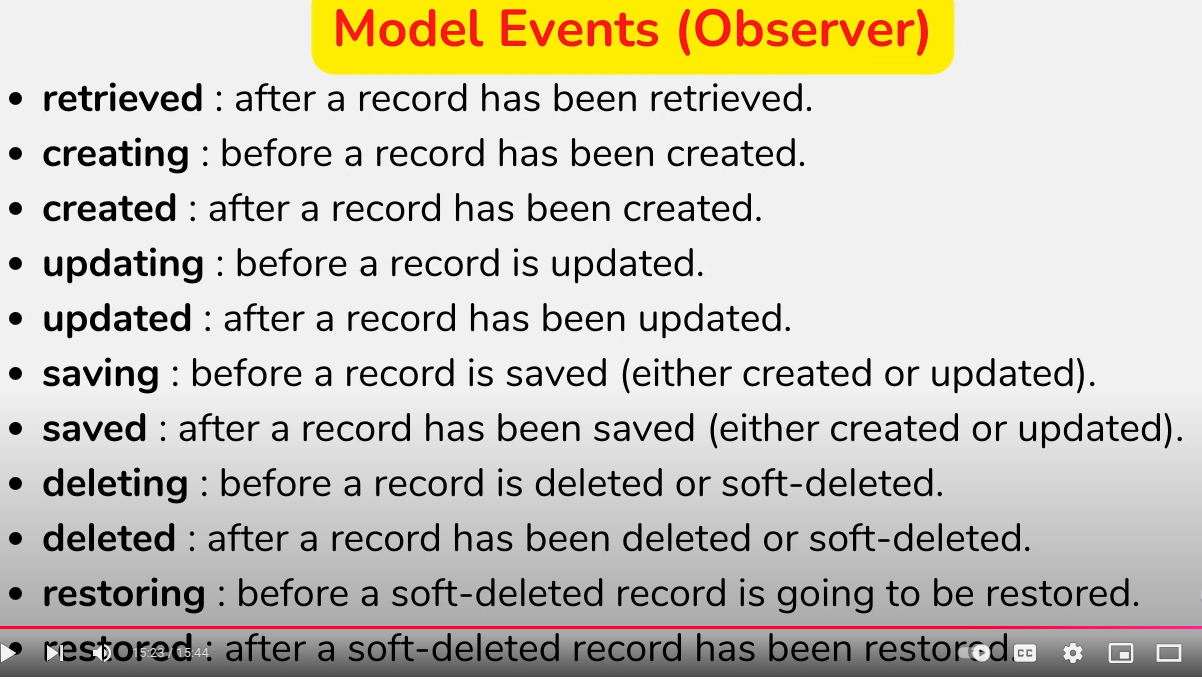 Model Events (Observer)
• retrieved : after a record has been retrieved.
• creating : before a record has been created.
• created : after a record has been created.
• updating : before a record is updated.
• updated : after a record has been updated.
• saving : before a record is saved (either created or updated).
• saved : after a record has been saved (either created or updated).
• deleting : before a record is deleted or soft-deleted.
• deleted : after a record has been deleted or soft-deleted.
• restoring : before a soft-deleted record is going to be restored.
• restored : after a soft-deleted record has been restored.
15:23 / 15:44
CC